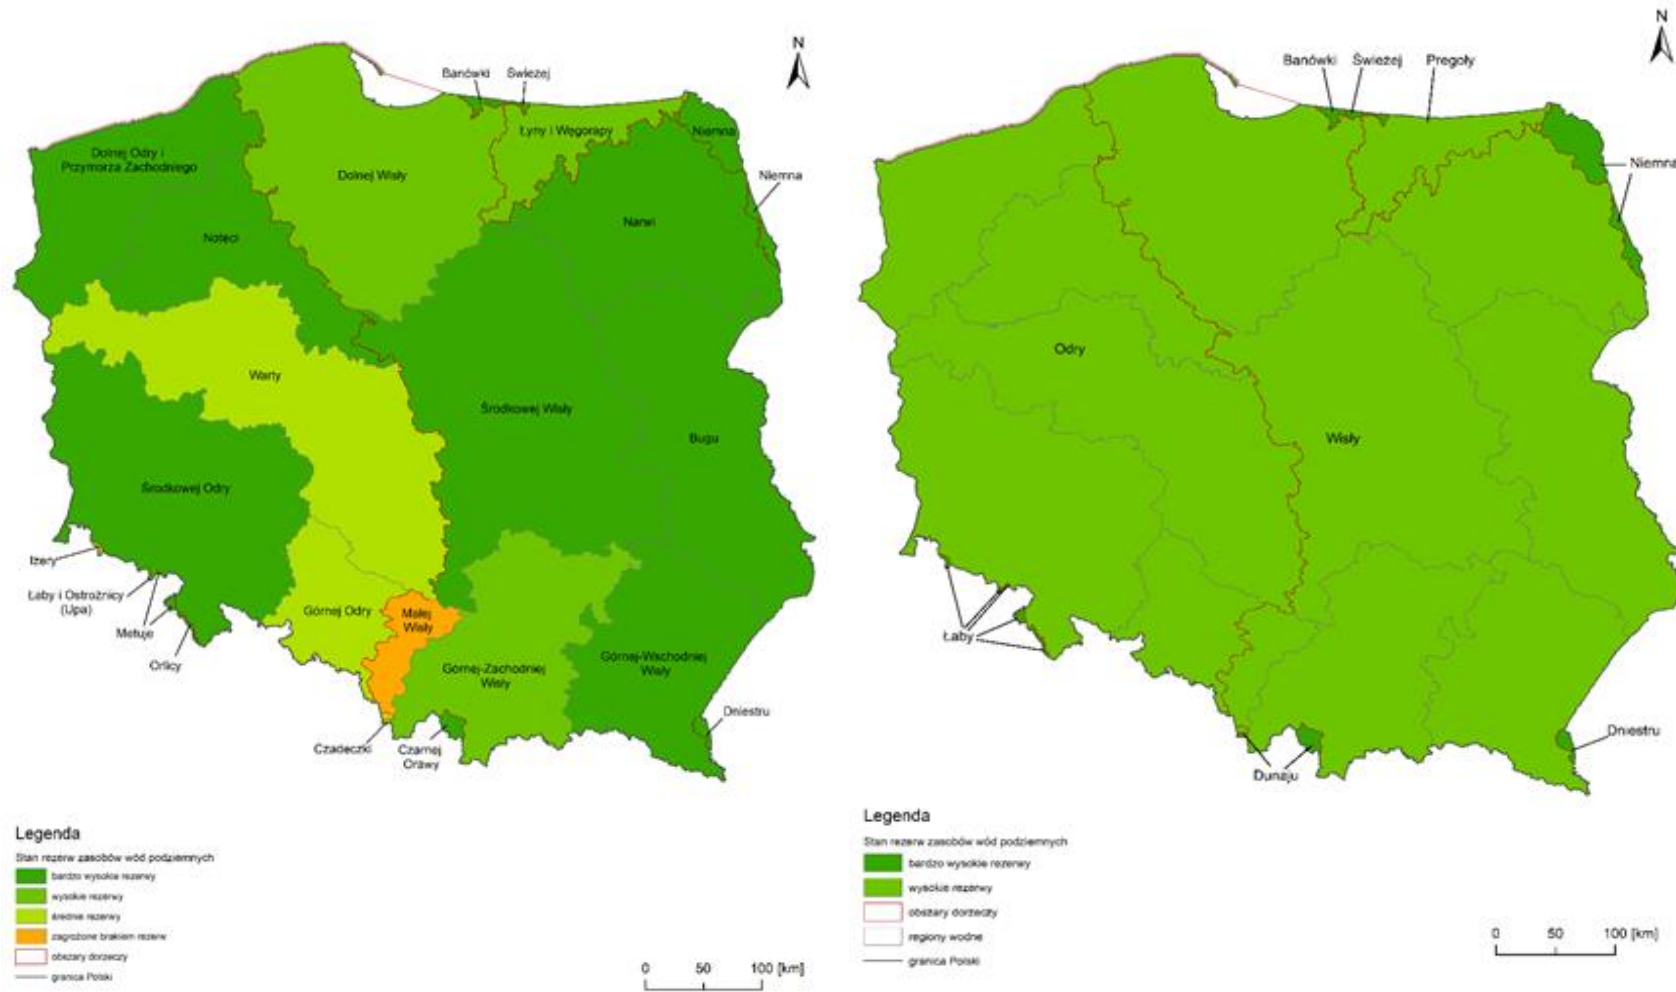 N
Banówki
Świeżej
Łyny i Węgorapy
Niemna
Dolnej Odry i
Przymorza Zachodniego
Dolnej Wisły
Niemna
Noteci
Narwi
Warty
Środkowej Wisły
Bugu
Środkowej Odry
Izery
Łaby i Ostrożnicy
(Upa)
Metuje
Orlicy
Górnej Odry
Małej
Wisły
Górnej-Zachodniej
Wisły
Górnej-Wschodniej
Wisły
Dniestru
Czadeczki
Czarnej
Orawy
Legenda
Stan rezerw zasobów wód podziemnych
bardzo wysokie rezerwy
wysokie rezerwy
średnie rezerwy
zagrożone brakiem rezerw
obszary dorzeczy
granica Polski
0 50 100 [km]
N
Banówki
Świeżej
Pregoły
Niemna
Odry
Wisły
Łaby
Dniestru
Dunaju
Legenda
Stan rezerw zasobów wód podziemnych
bardzo wysokie rezerwy
wysokie rezerwy
obszary dorzeczy
regiony wodne
granica Polski
0 50 100 [km]